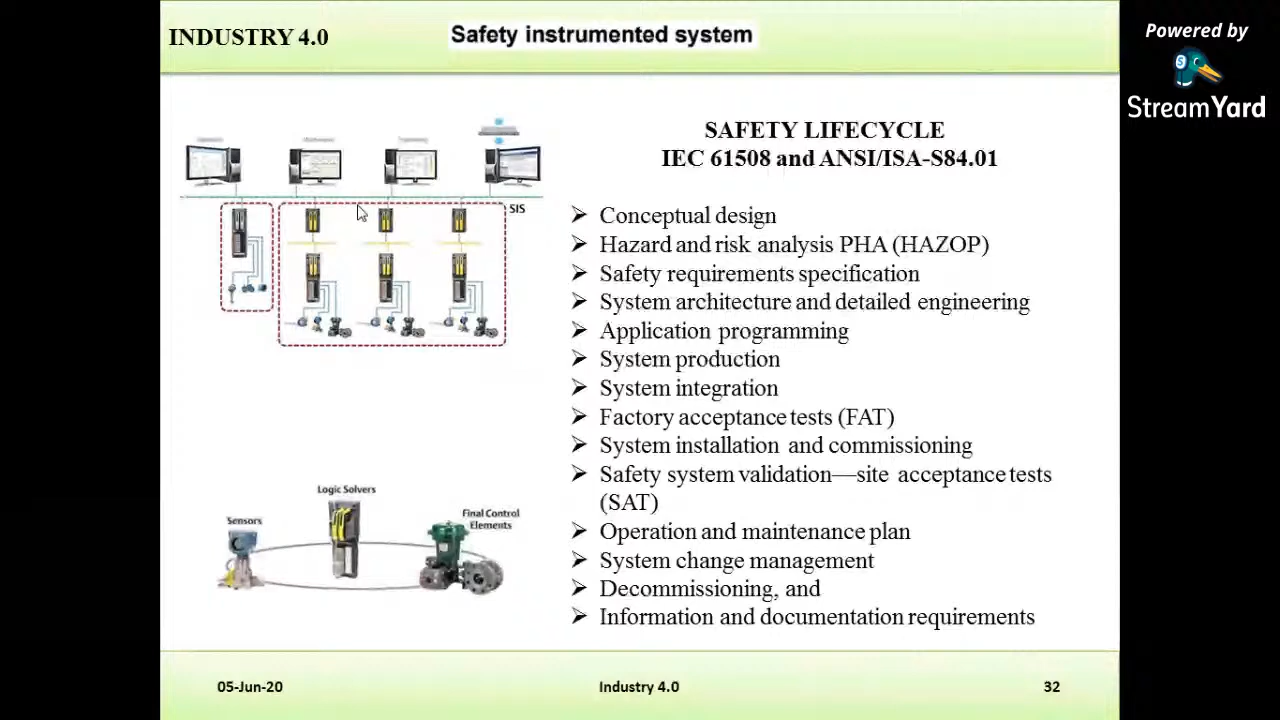 INDUSTRY 4.0
Safety instrumented system
Powered by
StreamYard
SAFETY LIFECYCLE
IEC 61508 and ANSI/ISA-S84.01
SIS
➢ Conceptual design
➢ Hazard and risk analysis PHA (HAZOP)
➢ Safety requirements specification
➢ System architecture and detailed engineering
➢ Application programming
➢ System production
➢ System integration
➢ Factory acceptance tests (FAT)
➢ System installation and commissioning
➢ Safety system validation—site acceptance tests
(SAT)
➢ Operation and maintenance plan
➢ System change management
➢ Decommissioning, and
➢ Information and documentation requirements
Logic Solvers
Sensors
Final Control
Elements
05-Jun-20
Industry 4.0
32